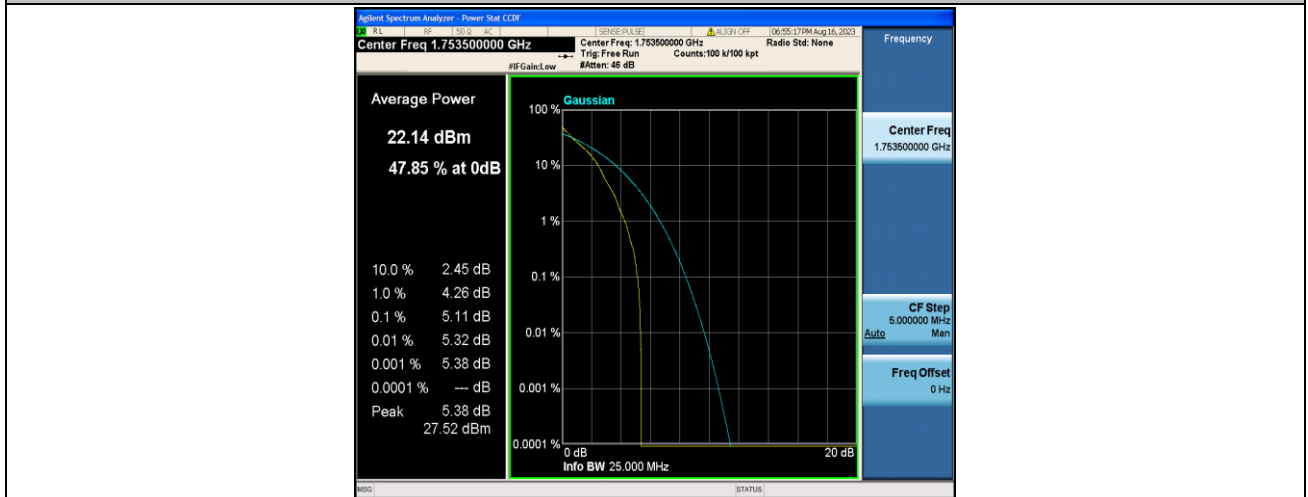 Agilent Spectrum Analyzer - Power Stat CCDF
RL RF 50 Ω AC SENSE:PULSE ALIGN OFF 06:55:17 PM Aug 16, 2023
Center Freq 1.753500000 GHz
Center Freq: 1.753500000 GHz Radio Std: None
Trig: Free Run Counts:100 k/100 kpt
#IFGain:Low #Atten: 46 dB
Frequency
Average Power
22.14 dBm
47.85 % at 0dB
10.0 % 2.45 dB
1.0 % 4.26 dB
0.1 % 5.11 dB
0.01 % 5.32 dB
0.001 % 5.38 dB
0.0001 % --- dB
Peak 5.38 dB
27.52 dBm
Gaussian
100 %
10 %
1 %
0.1 %
0.01 %
0.001 %
0.0001 %
0 dB 20 dB
Info BW 25.000 MHz
Center Freq
1.753500000 GHz
CF Step
5.000000 MHz
Auto Man
Freq Offset
0 Hz
MSG STATUS